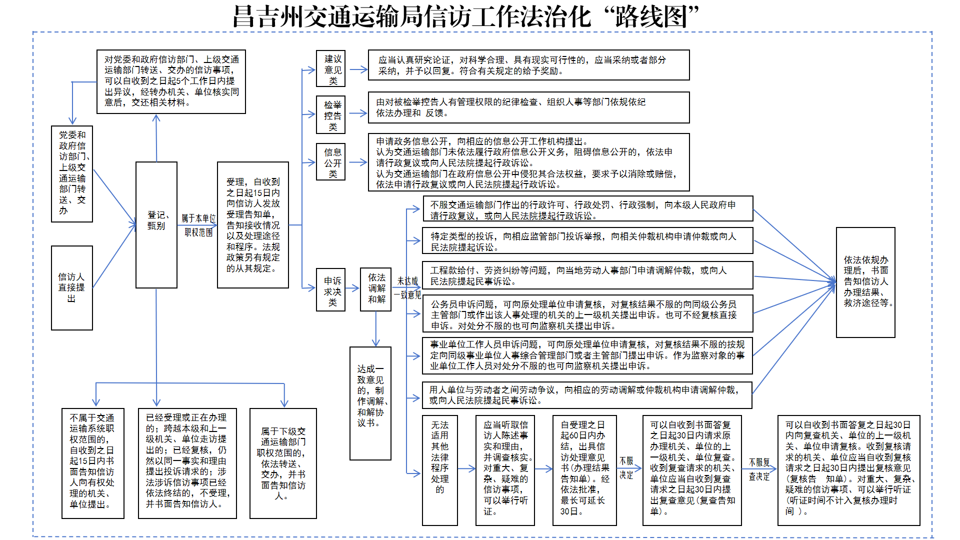 昌吉州交通运输局信访工作法治化“路线图”
对党委和政府信访部门、上级交通
运输部门转送、交办的信访事项，
可以自收到之日起5个工作日内提
出异议，经转办机关、单位核实同
意后，交还相关材料。
党委和
政府信
访部门、
上级交
通运输
部门转
送、交
办
信访人
直接提
出
登记、
甄别
属于本单位
职权范围
受理，自收到
之日起15日内
向信访人发放
受理告知单，
告知接收情况
以及处理途径
和程序。法规
政策另有规定
的从其规定。
不属于交通
运输系统职
权范围的，
自收到之日
起15日内书
面告知信访
人向有权处
理的机关、
单位提出。
已经受理或正在办理
的；跨越本级和上一
级机关、单位走访提
出的；已经复核，仍
然以同一事实和理由
提出投诉请求的；涉
法涉诉信访事项已经
依法终结的，不受理，
并书面告知信访人。
属于下级交
通运输部门
职权范围的，
依法转送、
交办，并书
面告知信访
人。
建议
意见
类
应当认真研究论证，对科学合理、具有现实可行性的，应当采纳或者部分
采纳，并予以回复。符合有关规定的给予奖励。
检举
控告
类
由对被检举控告人有管理权限的纪律检查、组织人事等部门依规依纪
依法办理和 反馈。
信息
公开
类
申请政务信息公开，向相应的信息公开工作机构提出。
认为交通运输部门未依法履行政府信息公开义务，阻碍信息公开的，依法申
请行政复议或向人民法院提起行政诉讼。
认为交通运输部门在政府信息公开中侵犯其合法权益，要求予以消除或赔偿，
依法申请行政复议或向人民法院提起行政诉讼。
申诉
求决
类
依法
调解
和解
未达成
一致意见
达成一
致意见
的，制
作调解、
和解协
议书。
不服交通运输部门作出的行政许可、行政处罚、行政强制，向本级人民政府申
请行政复议，或向人民法院提起行政诉讼。
特定类型的投诉，向相应监管部门投诉举报，向相关仲裁机构申请仲裁或向人
民法院提起诉讼。
工程款给付、劳资纠纷等问题，向当地劳动人事部门申请调解仲裁，或向人
民法院提起民事诉讼。
公务员申诉问题，可向原处理单位申请复核，对复核结果不服的向同级公务员
主管部门或作出该人事处理的机关的上一级机关提出申诉。也可不经复核直接
申诉。对处分不服的也可向监察机关提出申诉。
事业单位工作人员申诉问题，可向原处理单位申请复核，对复核结果不服的按规
定向同级事业单位人事综合管理部门或者主管部门提出申诉。作为监察对象的事
业单位工作人员对处分不服的也可向监察机关提出申诉。
用人单位与劳动者之间劳动争议，向相应的劳动调解或仲裁机构申请调解仲裁，
或向人民法院提起民事诉讼。
依法依规办
理后，书面
告知信访人
办理结果、
救济途径等。
无法
适用
其他
法律
程序
处理
的
应当听取信
访人陈述事
实和理由，
并调查核实。
对重大、复
杂、疑难的
信访事项，
可以举行听
证。
自受理之日
起60日内办
结，出具信
访处理意见
书(办理结果
告知单)。经
依法批准，
最长可延长
30日。
不服
决定
可以自收到书面答复
之日起30日内请求原
办理机关、单位的上
一级机关、单位复查。
收到复查请求的机关、
单位应当自收到复查
请求之日起30日内提
出复查意见(复查告知
单)。
不服复
查决定
可以自收到书面答复之日起30日
内向复查机关、单位的上一级机
关、单位申请复核。收到复核请
求的机关、单位应当自收到复核
请求之日起30日内提出复核意见
(复核告 知单)。对重大、复杂、
疑难的信访事项、可以举行听证
(听证时间不计入复核办理时
间 )。